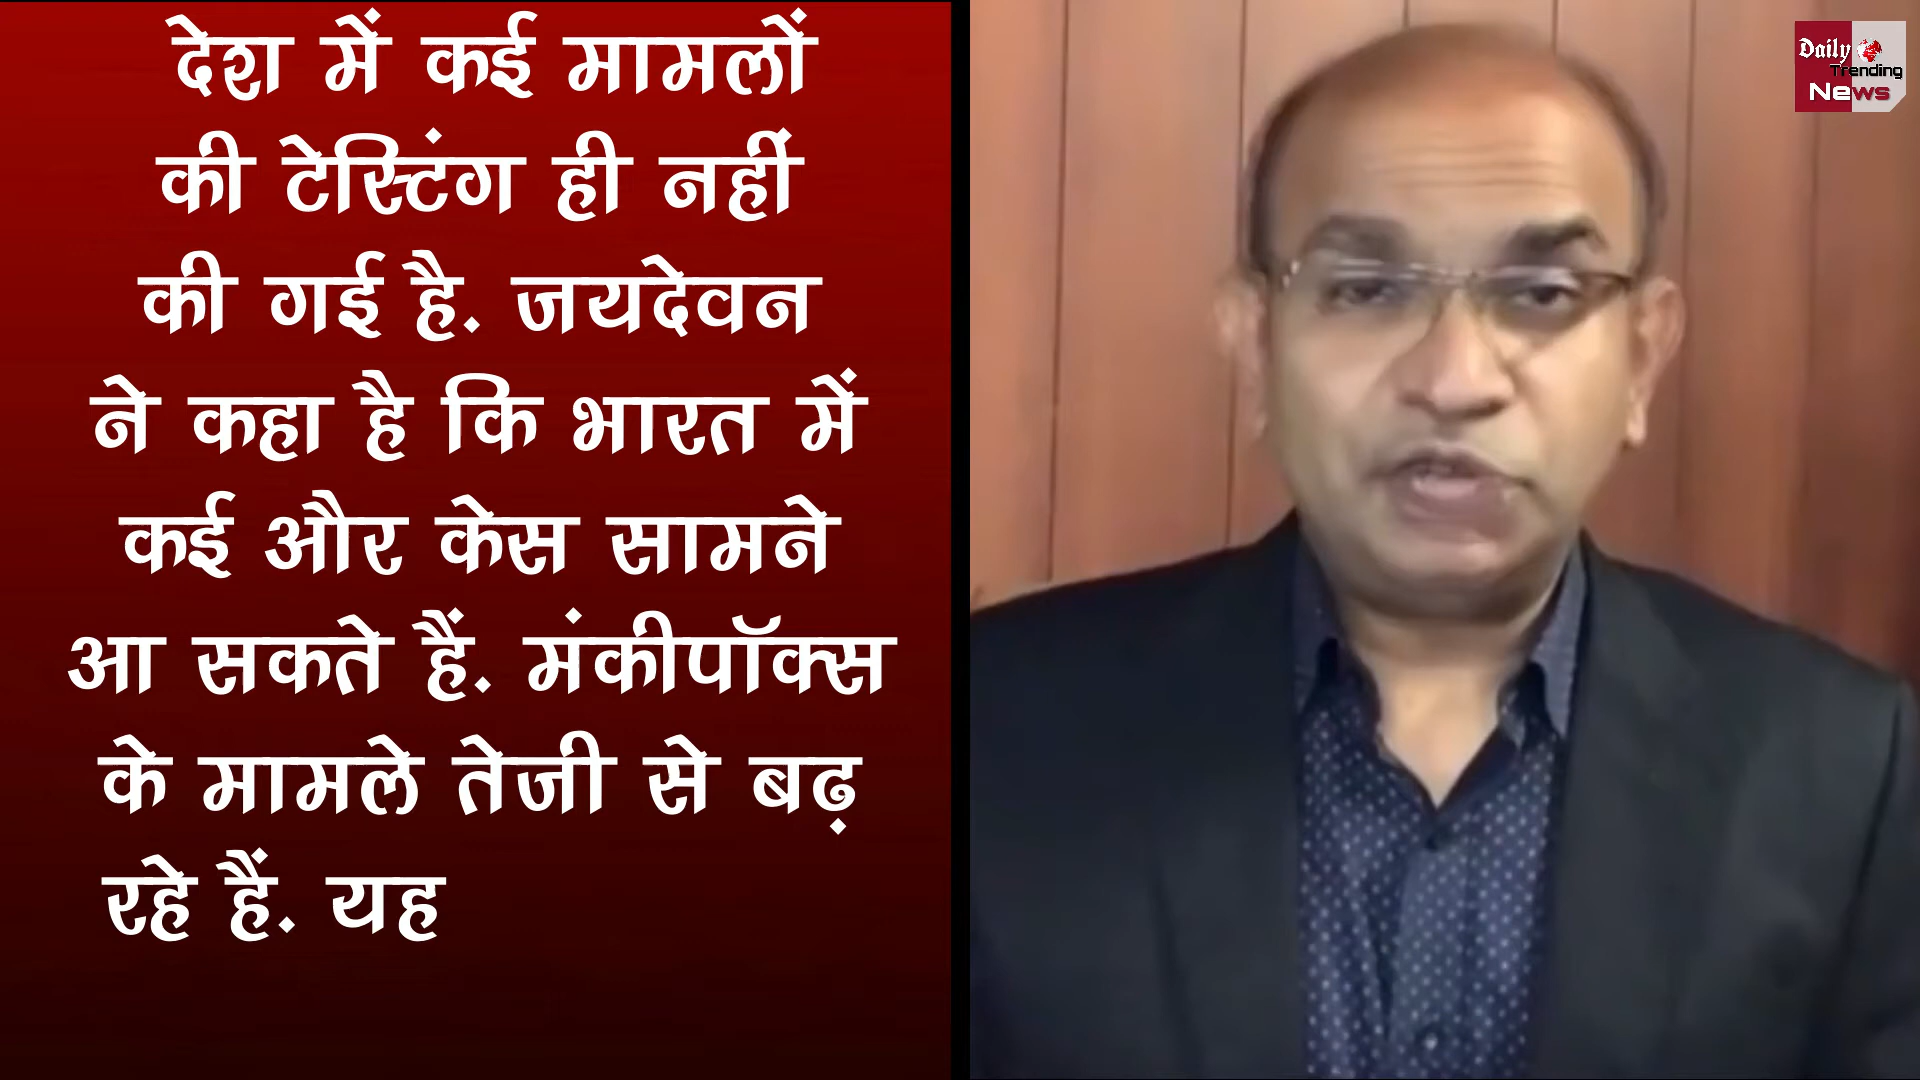 देश में कई मामलों
की टेस्टिंग ही नहीं
की गई है. जयदेवन
ने कहा है कि भारत में
कई और केस सामने
आ सकते हैं. मंकीपॉक्स
के मामले तेजी से बढ़
रहे हैं. यह
Daily
Trending
News